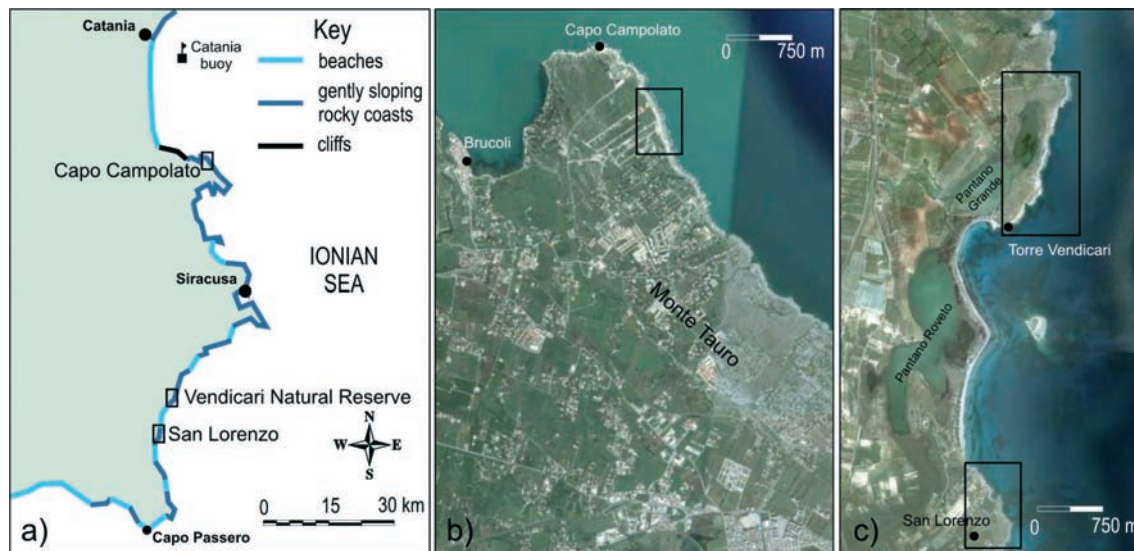 Catania
Catania
buoy
Key
beaches
gently sloping
rocky coasts
cliffs
Capo Campolato
IONIAN
SEA
Siracusa
Vendicari Natural Reserve
San Lorenzo
N
W E
S
0 15 30 km
Capo Passero
a)
Capo Campolato
750 m
Brucoli
Monte Tauro
b)
Pantano
Grande
Torre Vendicari
Pantano Roveto
San Lorenzo
750 m
c)